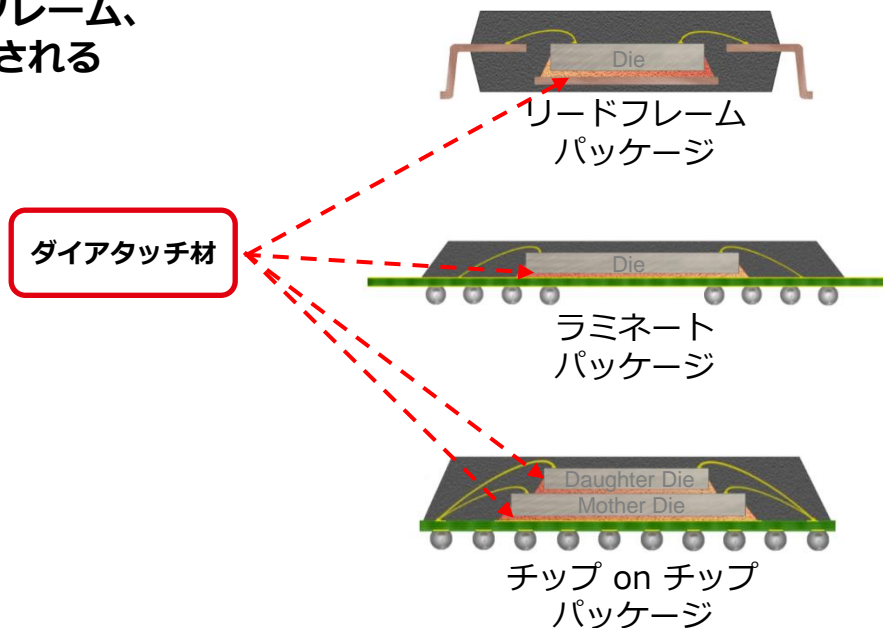 フレーム、
される
Die
リードフレーム
パッケージ
ダイアタッチ材
Die
ラミネート
パッケージ
Daughter Die
Mother Die
チップ on チップ
パッケージ